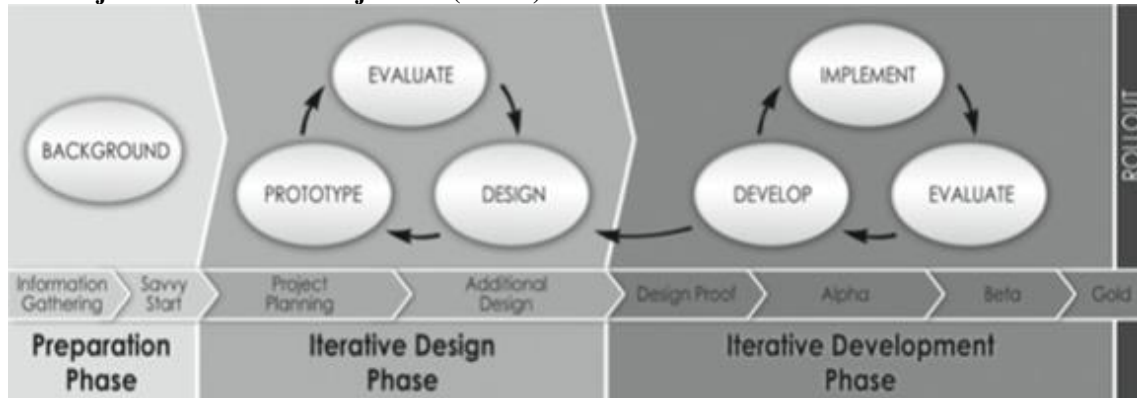 BACKGROUND
EVALUATE
PROTOTYPE
DESIGN
IMPLEMENT
DEVELOP
EVALUATE
ROLLOUT
Information
Gathering
Savvy
Start
Project
Planning
Additional
Design
Design Proof
Alpha
Beta
Gold
Preparation
Phase
Iterative Design
Phase
Iterative Development
Phase